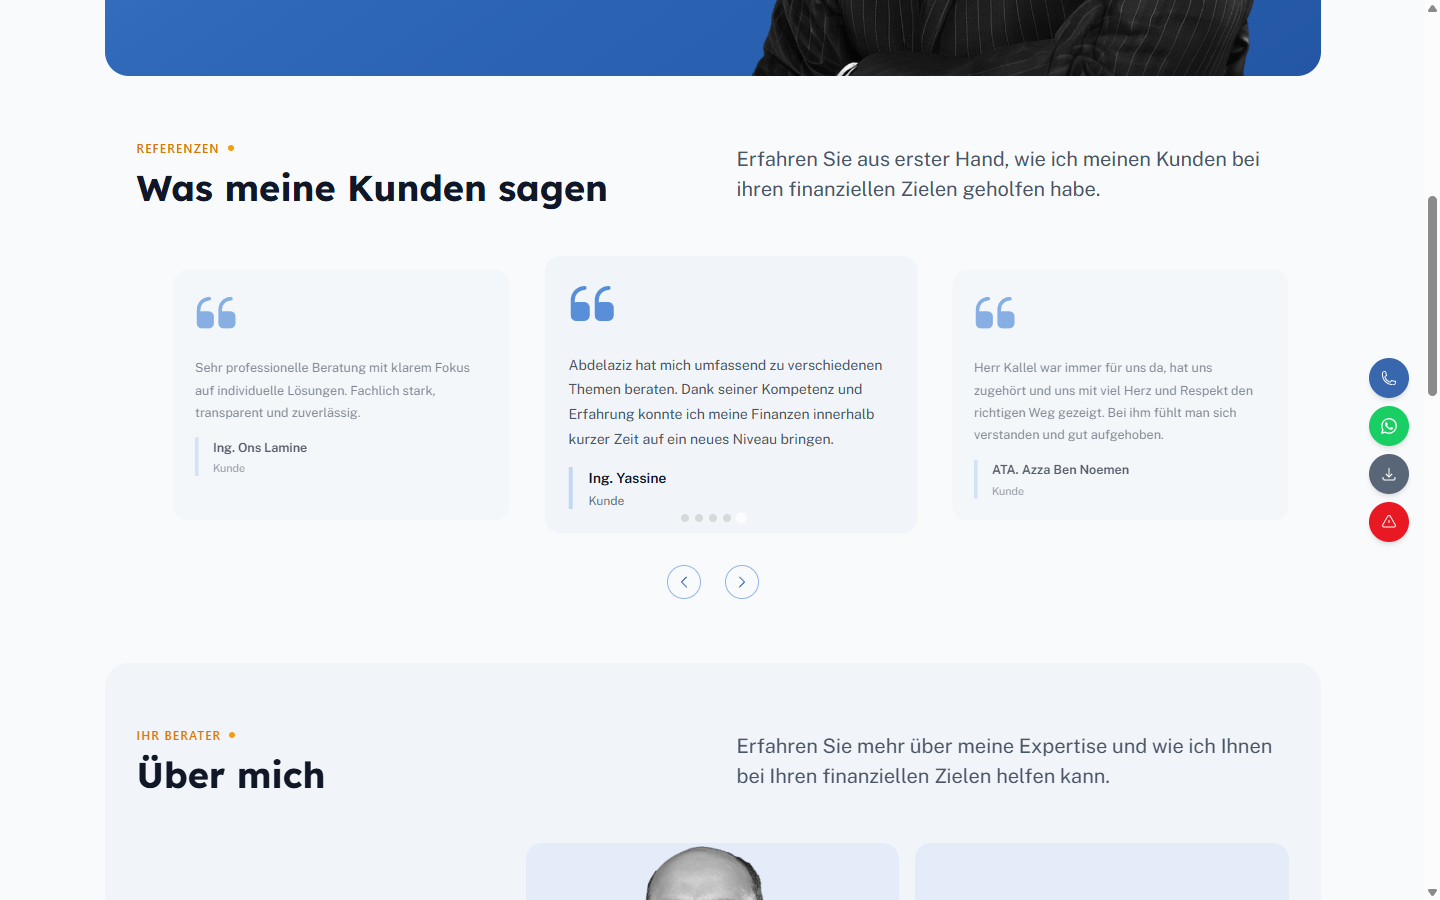 REFERENZEN
Was meine Kunden sagen
Erfahren Sie aus erster Hand, wie ich meinen Kunden bei
ihren finanziellen Zielen geholfen habe.
Sehr professionelle Beratung mit klarem Fokus
auf individuelle Lösungen. Fachlich stark,
transparent und zuverlässig.
Ing. Ons Lamine
Kunde
Abdelaziz hat mich umfassend zu verschiedenen
Themen beraten. Dank seiner Kompetenz und
Erfahrung konnte ich meine Finanzen innerhalb
kurzer Zeit auf ein neues Niveau bringen.
Ing. Yassine
Kunde
Herr Kallel war immer für uns da, hat uns
zugehört und uns mit viel Herz und Respekt den
richtigen Weg gezeigt. Bei ihm fühlt man sich
verstanden und gut aufgehoben.
ATA. Azza Ben Noemen
Kunde
IHR BERATER
Über mich
Erfahren Sie mehr über meine Expertise und wie ich Ihnen
bei Ihren finanziellen Zielen helfen kann.